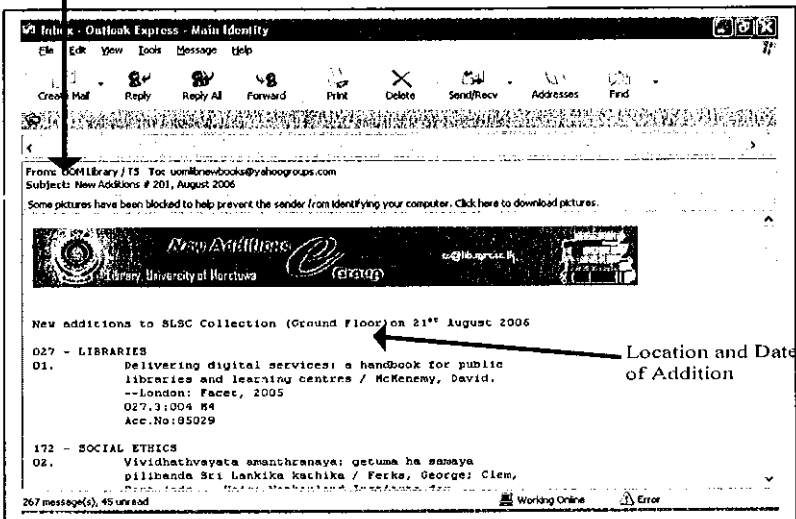 Inbox - Outlook Express - Main Identity
File Edit View Tools Message Help
Create Mail Reply Reply All Forward Print Delete Send/Recv Addresses Find
From: UOM Library / TS To: uomlibnewbooks@yahoogroups.com
Subject: New Additions # 201, August 2006
Some pictures have been blocked to help prevent the sender from identifying your computer. Click here to download pictures.
New Additions e
Library, University of Moratuwa Group
New additions to SLSC Collection (Ground Floor) on 21st August 2006
Location and Date
of Addition
027 - LIBRARIES
01. Delivering digital services: a handbook for public
libraries and learning centres / McMenemy, David.
--London: Facet, 2005
027.3:004 M4
Acc.No:85029
172 - SOCIAL ETHICS
02. Vividhathvayata amanthranaya: getuma ha samaya
pilibanda Sri Lankika kathika / Ferks, George; Clem,
267 message(s), 45 unread Working Online Error